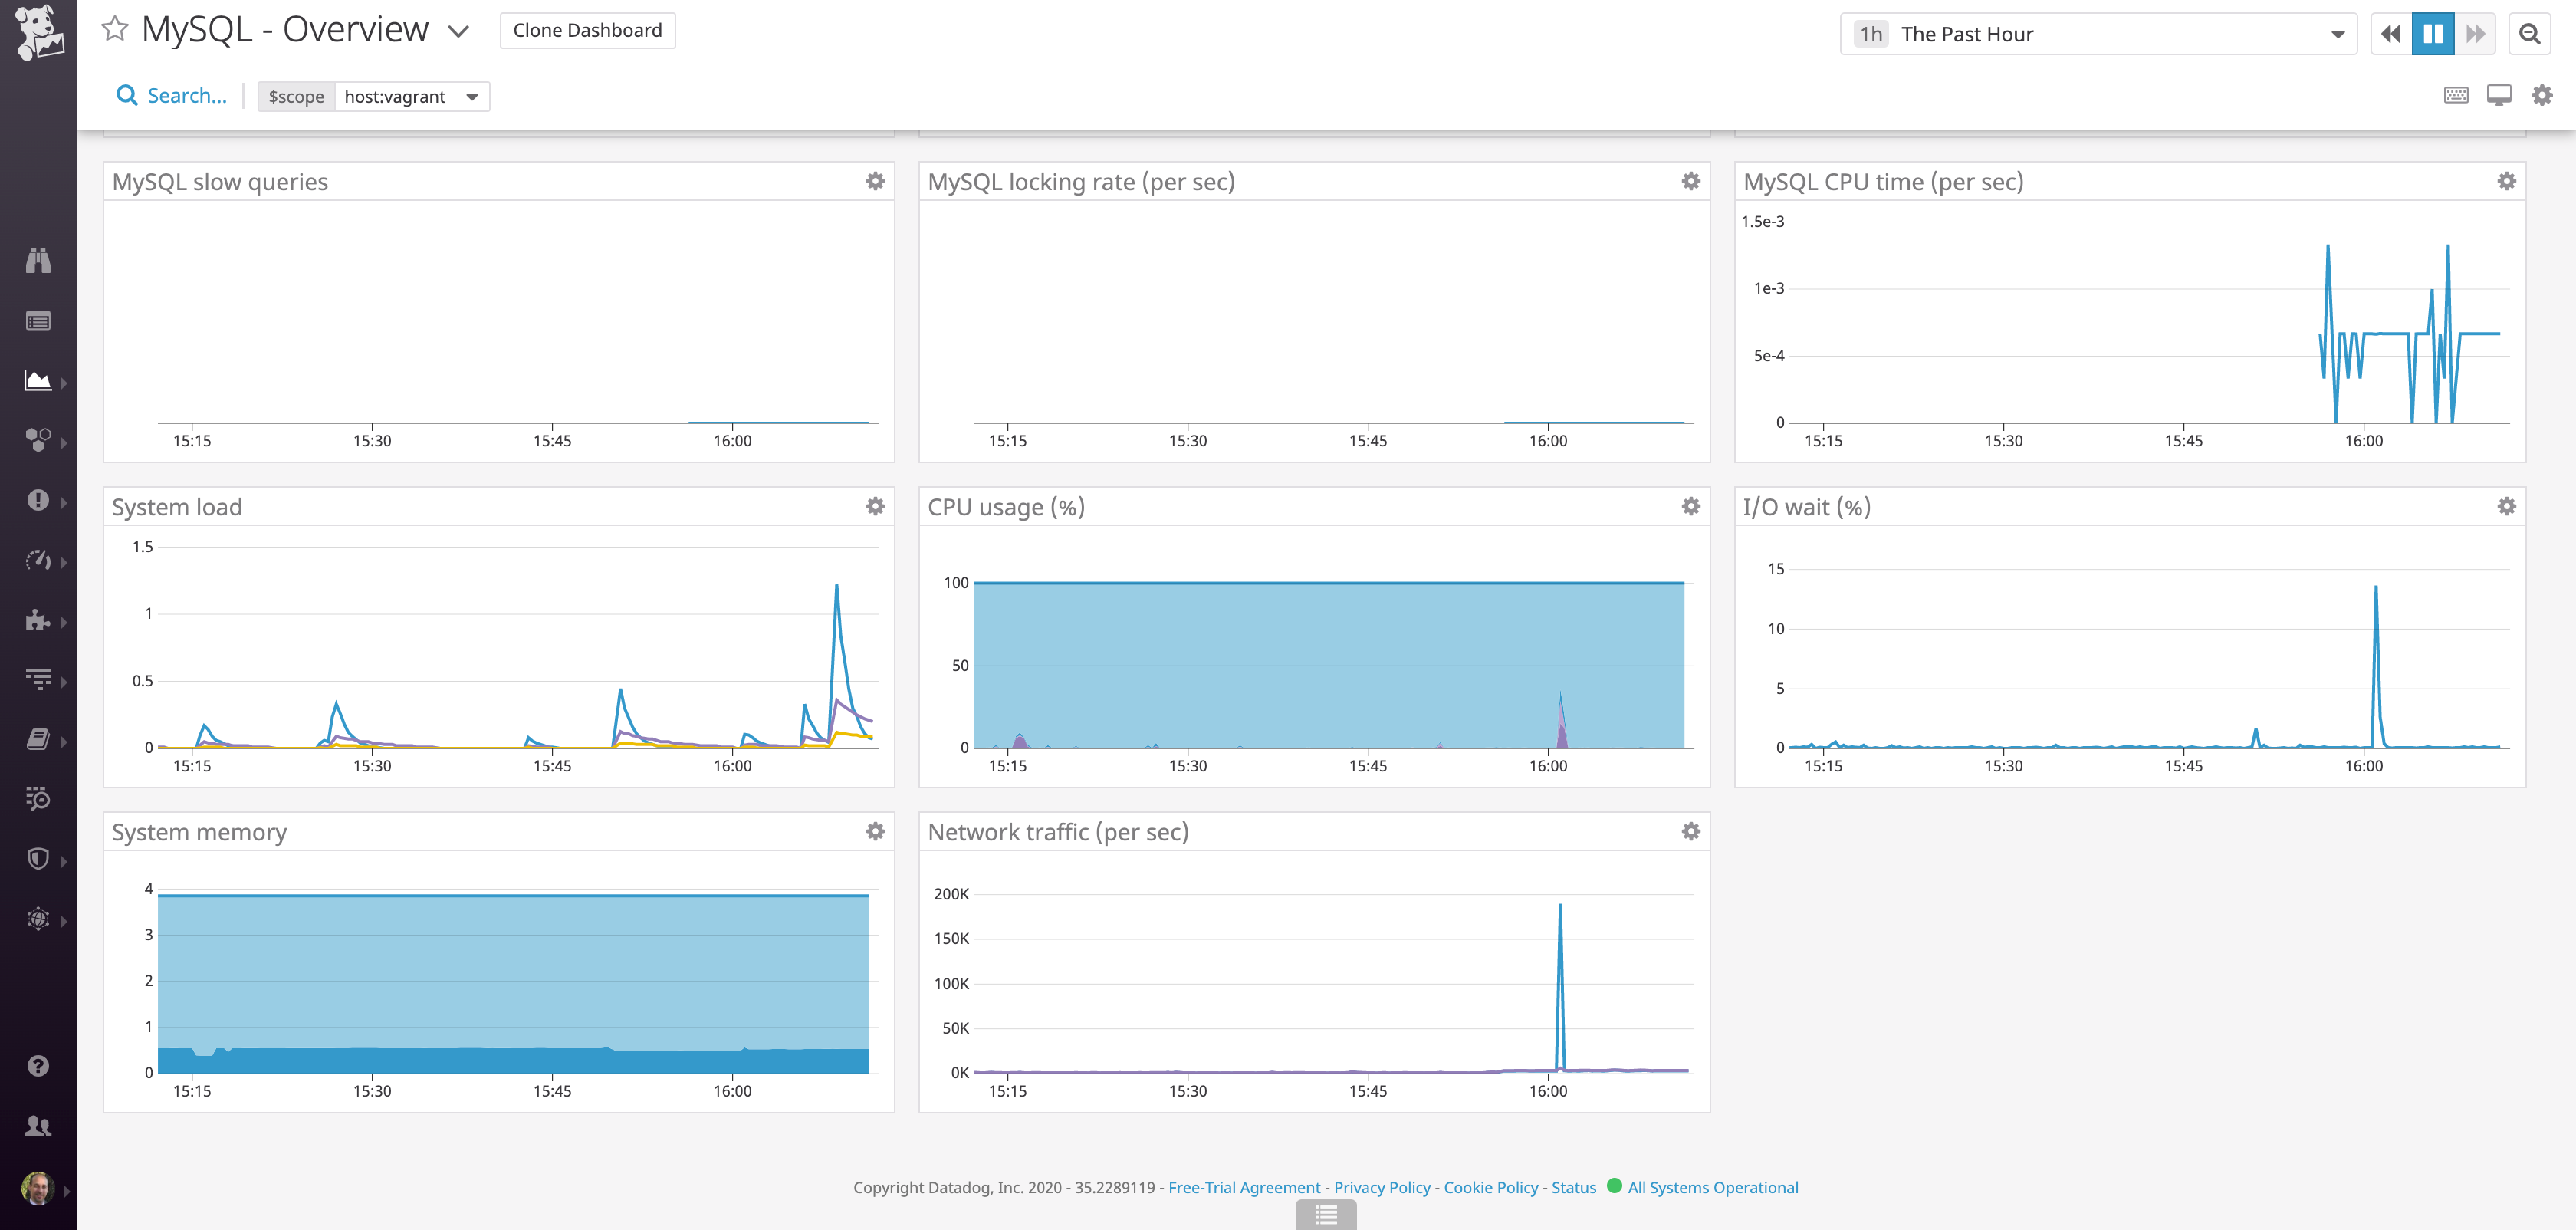 MySQL - Overview
Clone Dashboard
1h The Past Hour
Search...
$scope host:vagrant
MySQL slow queries
15:15 15:30 15:45 16:00
MySQL locking rate (per sec)
15:15 15:30 15:45 16:00
MySQL CPU time (per sec)
1.5e-3
1e-3
5e-4
0
15:15 15:30 15:45 16:00
System load
1.5
1
0.5
0
15:15 15:30 15:45 16:00
CPU usage (%)
100
50
0
15:15 15:30 15:45 16:00
I/O wait (%)
15
10
5
0
15:15 15:30 15:45 16:00
System memory
4
3
2
1
0
15:15 15:30 15:45 16:00
Network traffic (per sec)
200K
150K
100K
50K
0K
15:15 15:30 15:45 16:00
Copyright Datadog, Inc. 2020 - 35.2289119 - Free-Trial Agreement - Privacy Policy - Cookie Policy - Status All Systems Operational